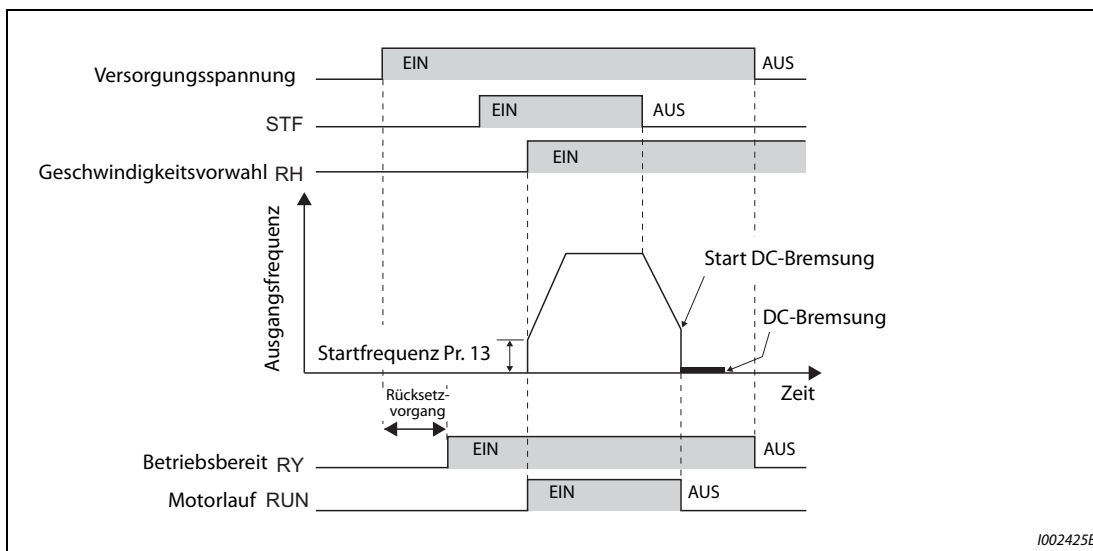 Versorgungsspannung EIN AUS
STF EIN AUS
Geschwindigkeitsvorwahl RH EIN
Ausgangsfrequenz
Start DC-Bremsung
DC-Bremsung
Startfrequenz Pr. 13
Zeit
Rücksetz-
vorgang
Betriebsbereit RY EIN AUS
Motorlauf RUN EIN AUS
I002425E